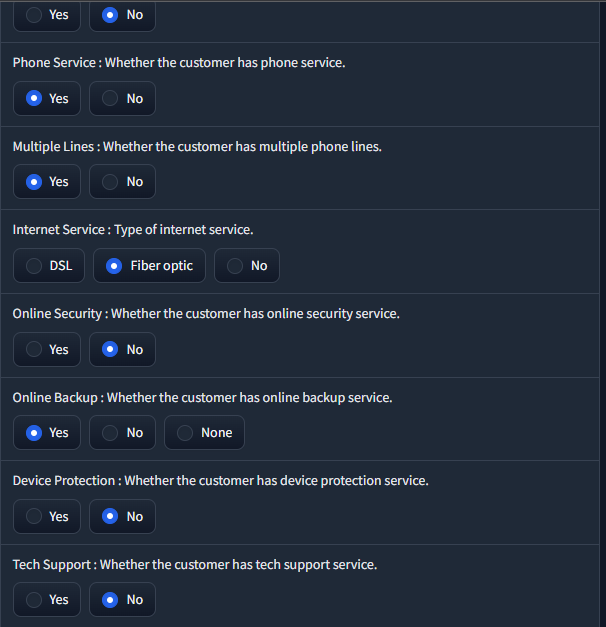 Yes No
Phone Service : Whether the customer has phone service.
Yes No
Multiple Lines : Whether the customer has multiple phone lines.
Yes No
Internet Service : Type of internet service.
DSL Fiber optic No
Online Security : Whether the customer has online security service.
Yes No
Online Backup : Whether the customer has online backup service.
Yes No None
Device Protection : Whether the customer has device protection service.
Yes No
Tech Support : Whether the customer has tech support service.
Yes No